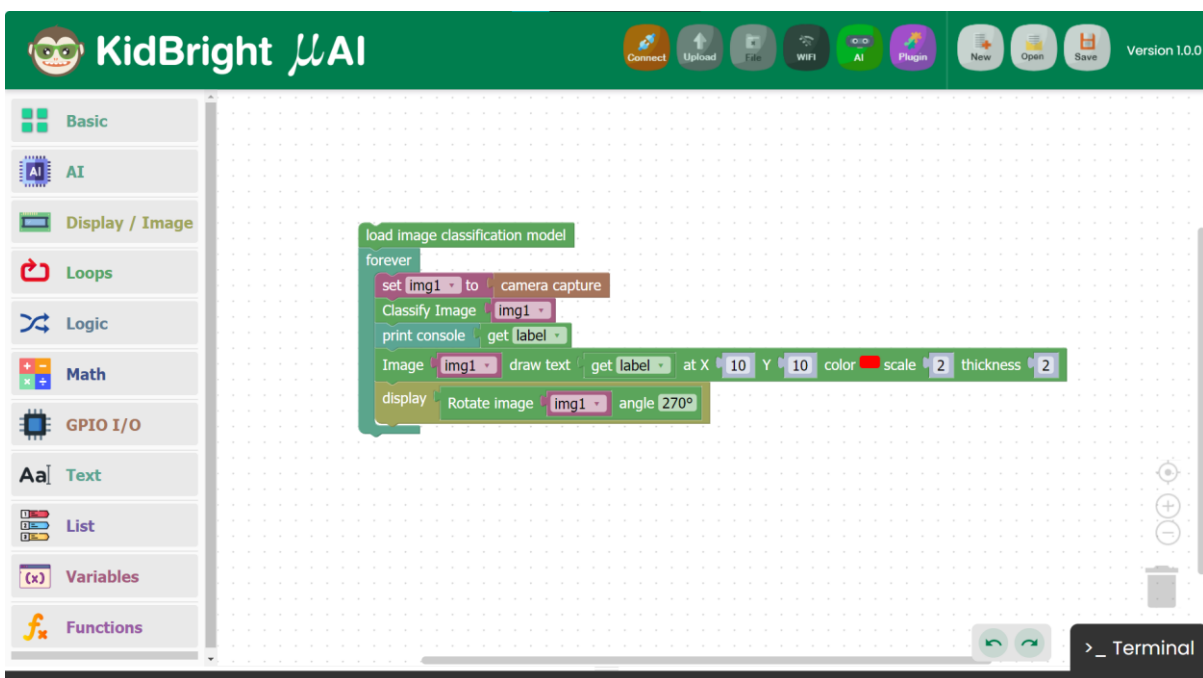 KidBright μAI
Connect Upload File WIFI AI Plugin New Open Save Version 1.0.0
Basic
AI
AI
Display / Image
Loops
Logic
Math
GPIO I/O
Aa Text
List
(x) Variables
fx Functions
load image classification model
forever
set img1 to camera capture
Classify Image img1
print console get label
Image img1 draw text get label at X 10 Y 10 color scale 2 thickness 2
display Rotate image img1 angle 270°
>_ Terminal